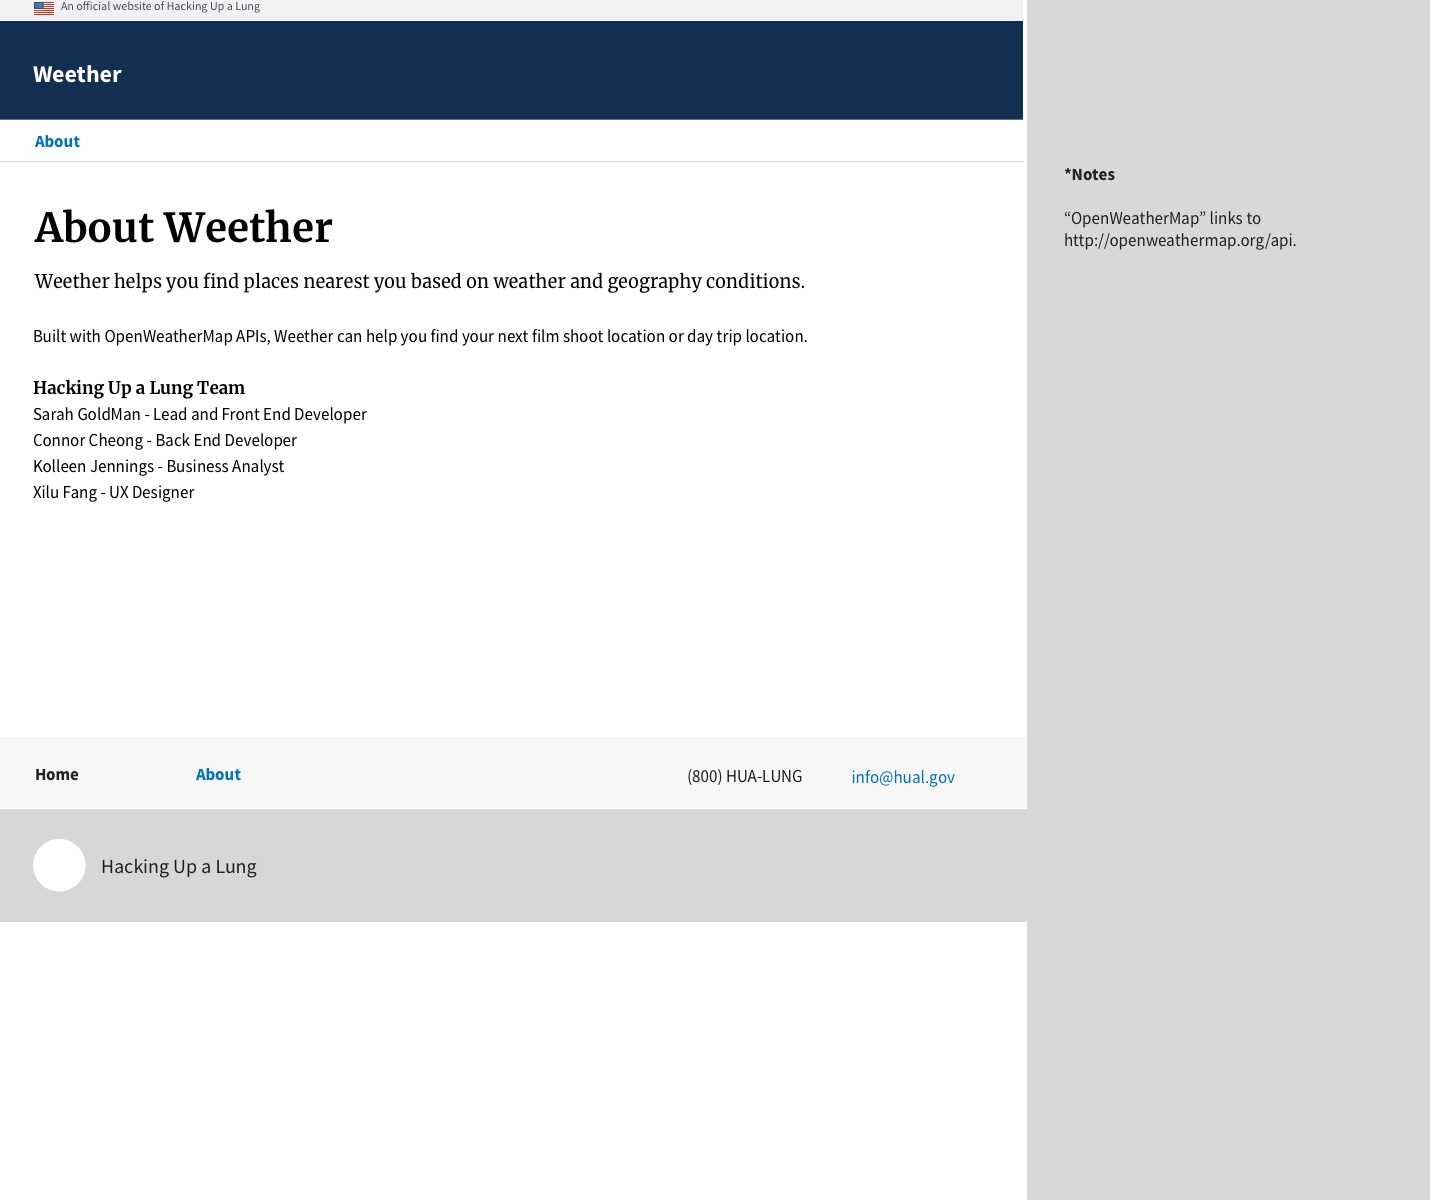 An official website of Hacking Up a Lung
Weether
About
About Weether
Weether helps you find places nearest you based on weather and geography conditions.
Built with OpenWeatherMap APIs, Weether can help you find your next film shoot location or day trip location.
Hacking Up a Lung Team
Sarah GoldMan - Lead and Front End Developer
Connor Cheong - Back End Developer
Kolleen Jennings - Business Analyst
Xilu Fang - UX Designer
Home
About
(800) HUA-LUNG
info@hual.gov
Hacking Up a Lung
*Notes
“OpenWeatherMap” links to
http://openweathermap.org/api.